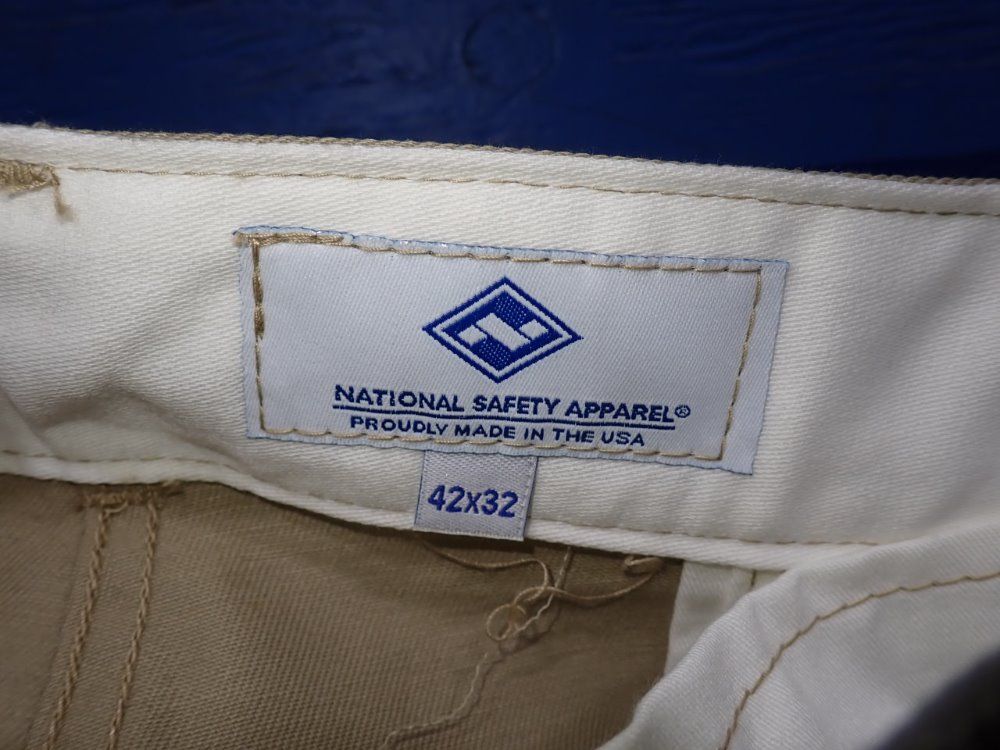 NATIONAL SAFETY APPAREL®
PROUDLY MADE IN THE USA
42x32